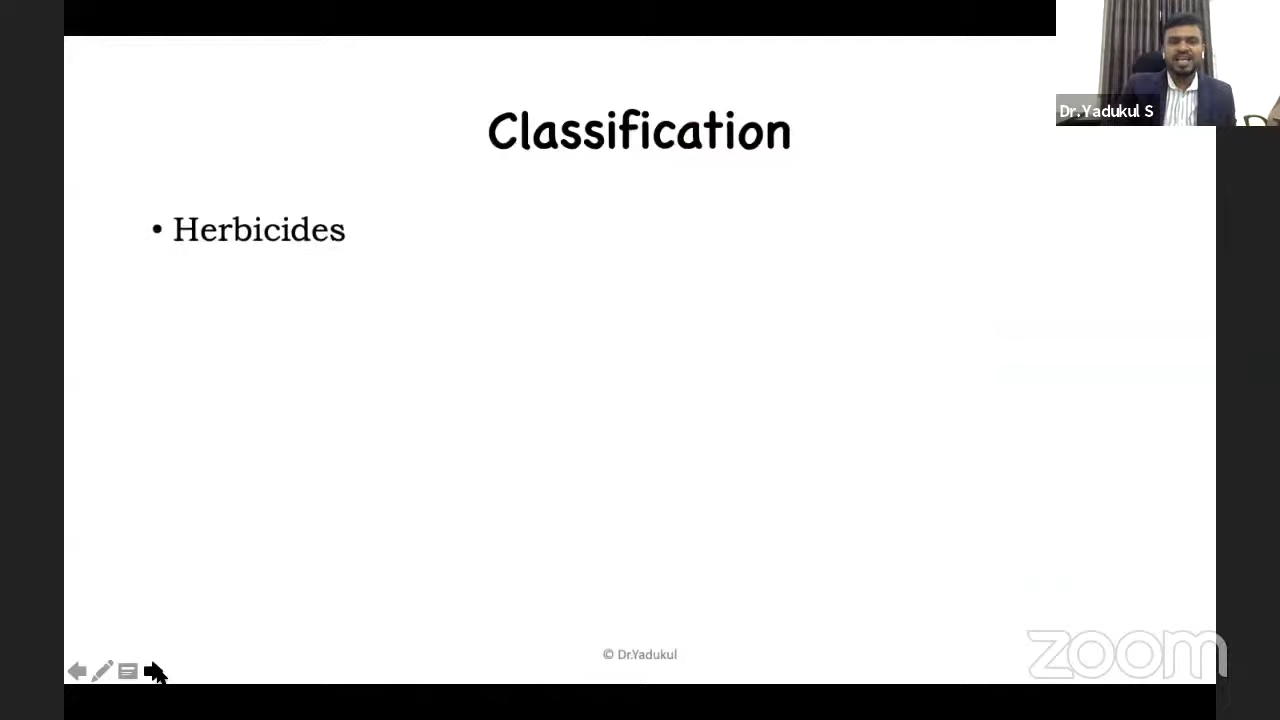 Classification
Dr.Yadukul S
• Herbicides
© Dr.Yadukul
zoom